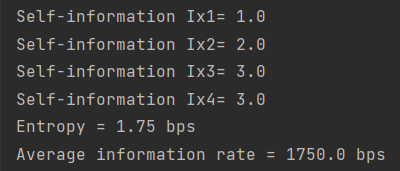 Self-information Ix1= 1.0
Self-information Ix2= 2.0
Self-information Ix3= 3.0
Self-information Ix4= 3.0
Entropy = 1.75 bps
Average information rate = 1750.0 bps